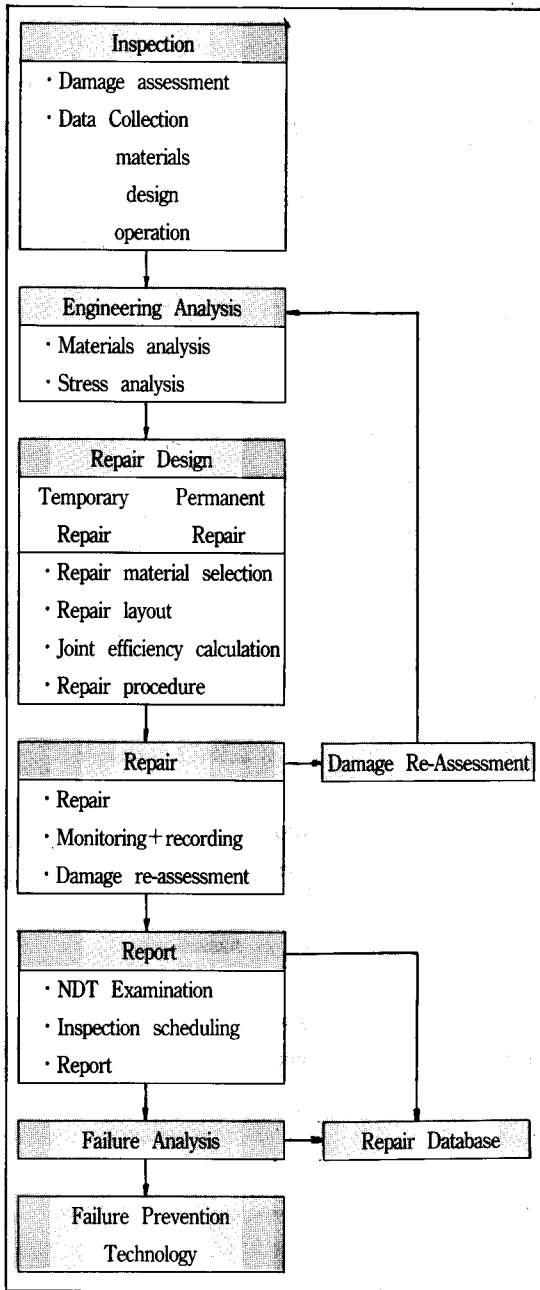 Inspection
· Damage assessment
· Data Collection
materials
design
operation
Engineering Analysis
· Materials analysis
· Stress analysis
Repair Design
Temporary Permanent
Repair Repair
· Repair material selection
· Repair layout
· Joint efficiency calculation
· Repair procedure
Repair
Damage Re-Assessment
· Repair
· Monitoring+recording
· Damage re-assessment
Report
· NDT Examination
· Inspection scheduling
· Report
Failure Analysis
Repair Database
Failure Prevention
Technology